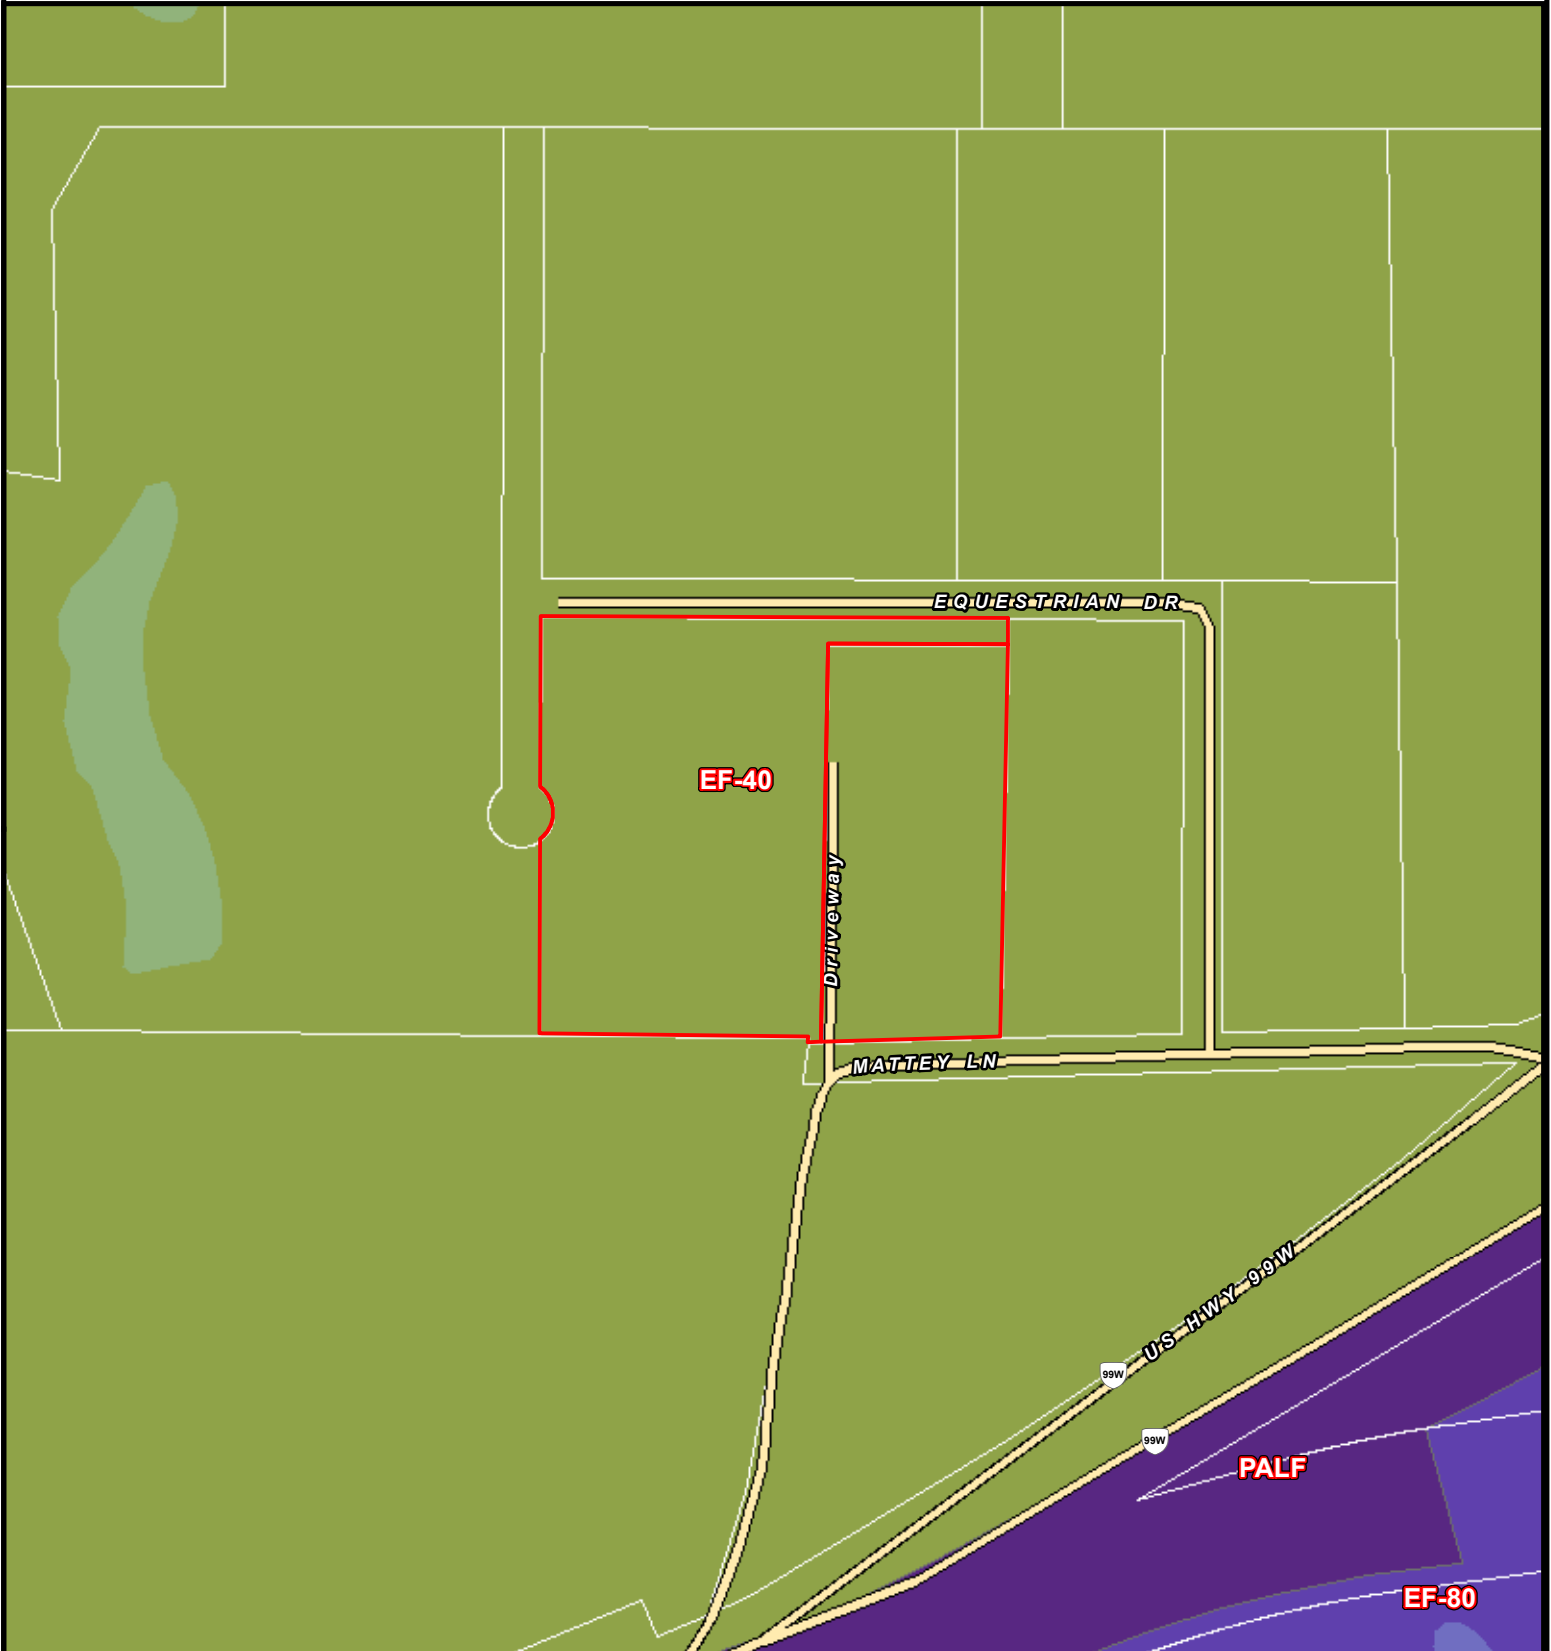 EQUESTRIAN DR
EF-40
Driveway
MATTEY LN
US HWY 99W
99W
99W
PALF
EF-80